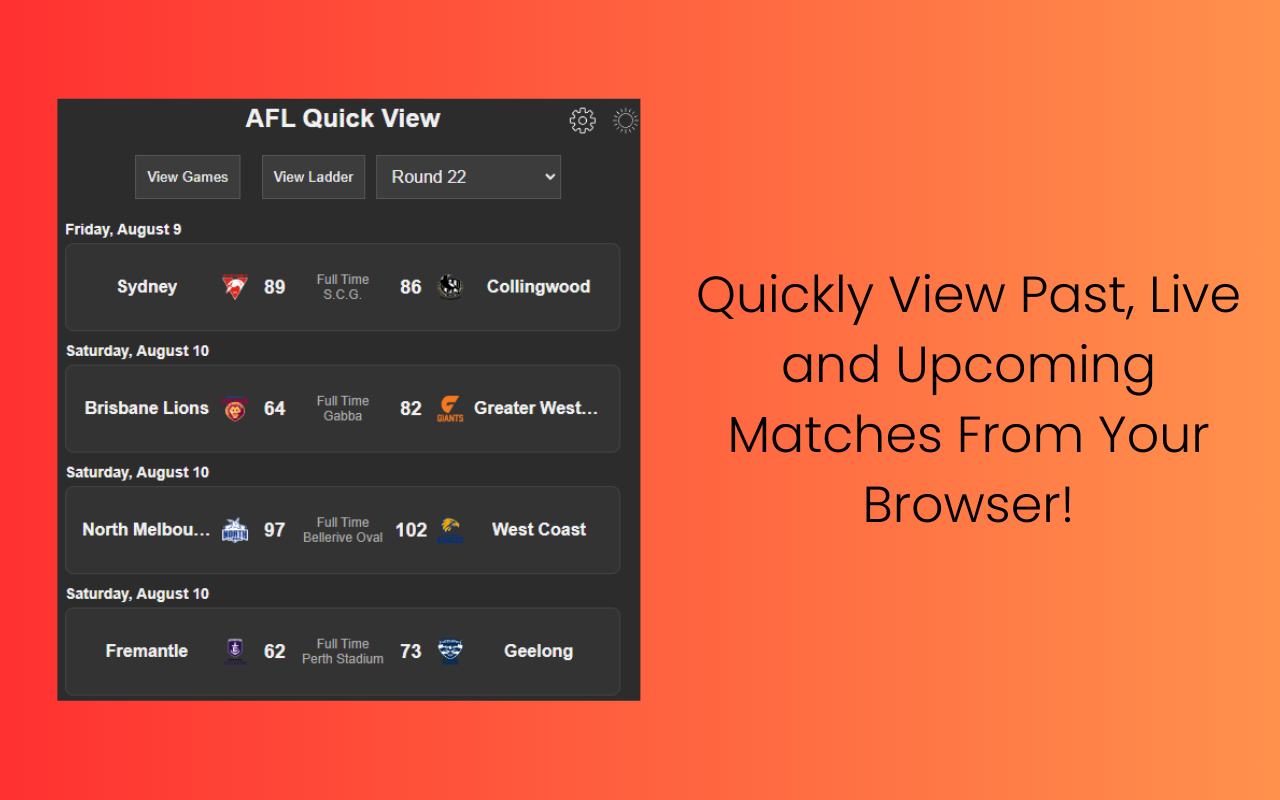 AFL Quick View
View Games View Ladder Round 22
Friday, August 9
Sydney 89 Full Time 86 Collingwood
S.C.G.
Saturday, August 10
Brisbane Lions 64 Full Time 82 GIANTS Greater West...
Gabba
Saturday, August 10
North Melbou... NORTH 97 Full Time 102 West Coast
Bellerive Oval
Saturday, August 10
Fremantle 62 Full Time 73 Geelong
Perth Stadium
Quickly View Past, Live
and Upcoming
Matches From Your
Browser!